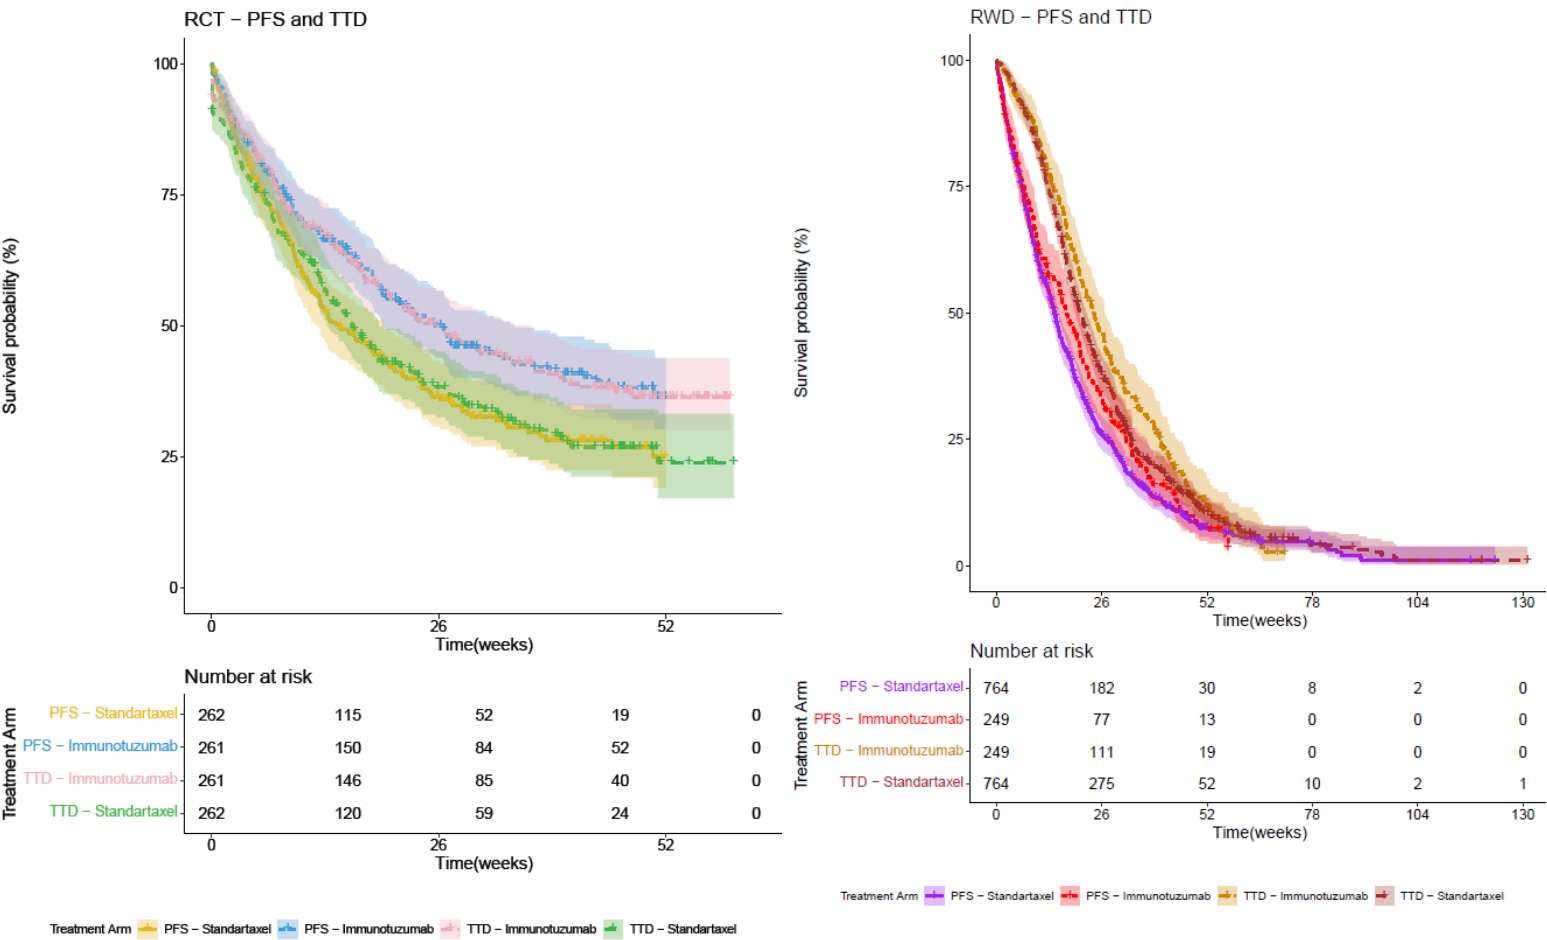 RCT − PFS and TTD
Survival probability (%)
100
75
50
25
0
0 26 52
Time(weeks)
Number at risk
Treatment Arm
PFS − Standartaxel 262 115 52 19 0
PFS − Immunotuzumab 261 150 84 52 0
TTD − Immunotuzumab 261 146 85 40 0
TTD − Standartaxel 262 120 59 24 0
0 26 52
Time(weeks)
Treatment Arm PFS − Standartaxel PFS − Immunotuzumab TTD − Immunotuzumab TTD − Standartaxel
RWD − PFS and TTD
Survival probability (%)
100
75
50
25
0
0 26 52 78 104 130
Time(weeks)
Number at risk
Treatment Arm
PFS − Standartaxel 764 182 30 8 2 0
PFS − Immunotuzumab 249 77 13 0 0 0
TTD − Immunotuzumab 249 111 19 0 0 0
TTD − Standartaxel 764 275 52 10 2 1
0 26 52 78 104 130
Time(weeks)
Treatment Arm PFS − Standartaxel PFS − Immunotuzumab TTD − Immunotuzumab TTD − Standartaxel